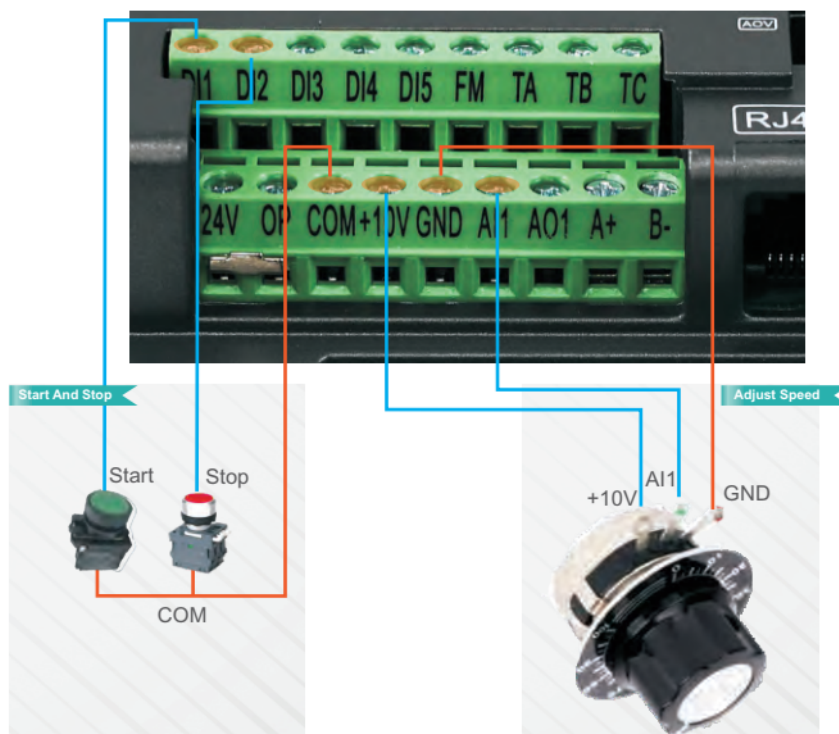 AOV
DI1 DI2 DI3 DI4 DI5 FM TA TB TC
RJ4
24V OP COM +10V GND AI1 AO1 A+ B-
Start And Stop
Adjust Speed
Start
Stop
AI1
+10V
GND
COM